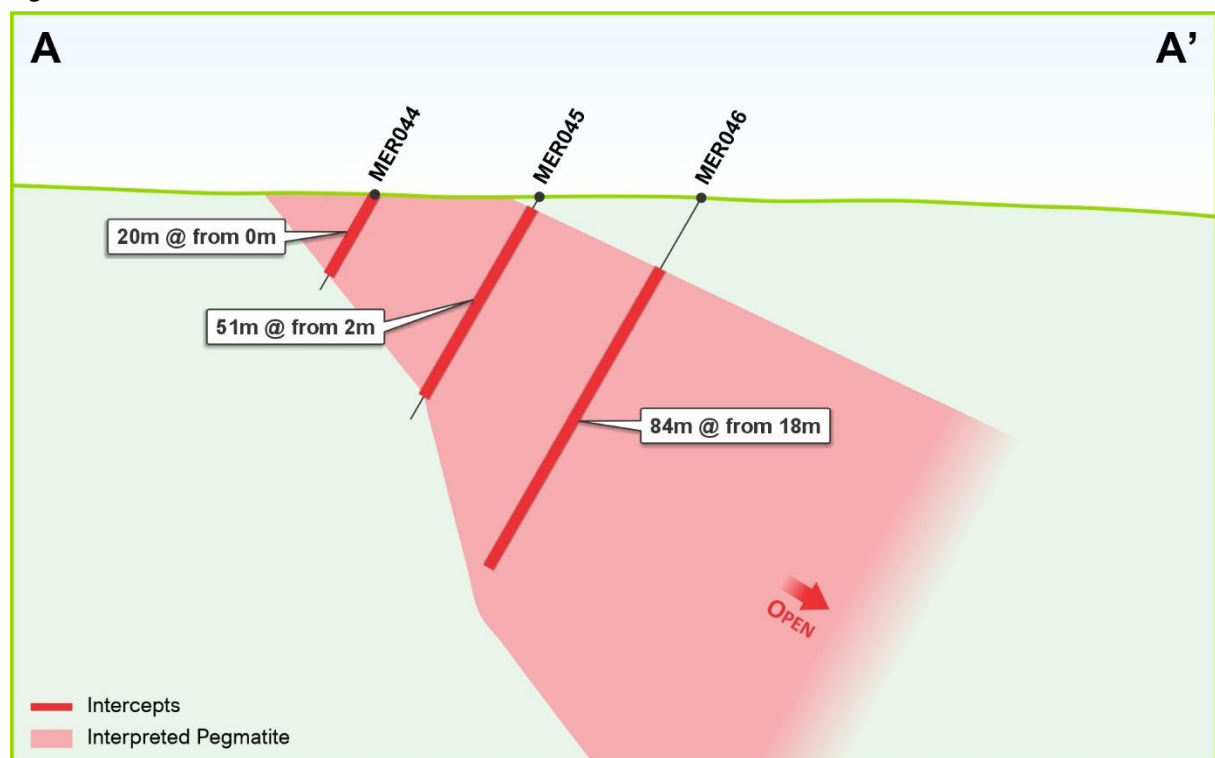 A
A’
MER044
MER045
MER046
20m @ from 0m
51m @ from 2m
84m @ from 18m
OPEN
Intercepts
Interpreted Pegmatite